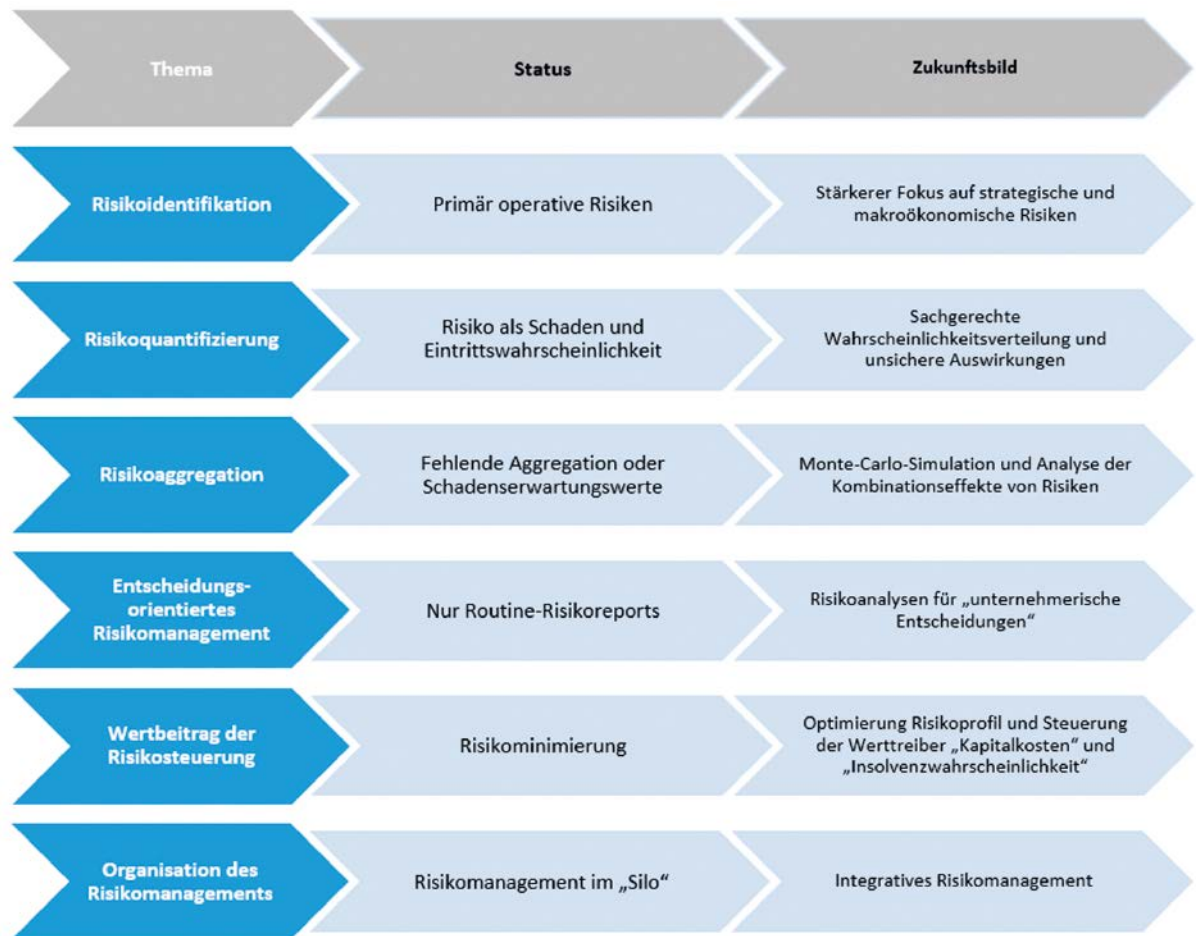 Thema
Status
Zukunftsbild
Risikoidentifikation
Primär operative Risiken
Stärkerer Fokus auf strategische und
makroökonomische Risiken
Risikoquantifizierung
Risiko als Schaden und
Eintrittswahrscheinlichkeit
Sachgerechte
Wahrscheinlichkeitsverteilung und
unsichere Auswirkungen
Risikoaggregation
Fehlende Aggregation oder
Schadenserwartungswerte
Monte-Carlo-Simulation und Analyse der
Kombinationseffekte von Risiken
Entscheidungs-
orientiertes
Risikomanagement
Nur Routine-Risikoreports
Risikoanalysen für „unternehmerische
Entscheidungen“
Wertbeitrag der
Risikosteuerung
Risikominimierung
Optimierung Risikoprofil und Steuerung
der Werttreiber „Kapitalkosten“ und
„Insolvenzwahrscheinlichkeit“
Organisation des
Risikomanagements
Risikomanagement im „Silo“
Integratives Risikomanagement